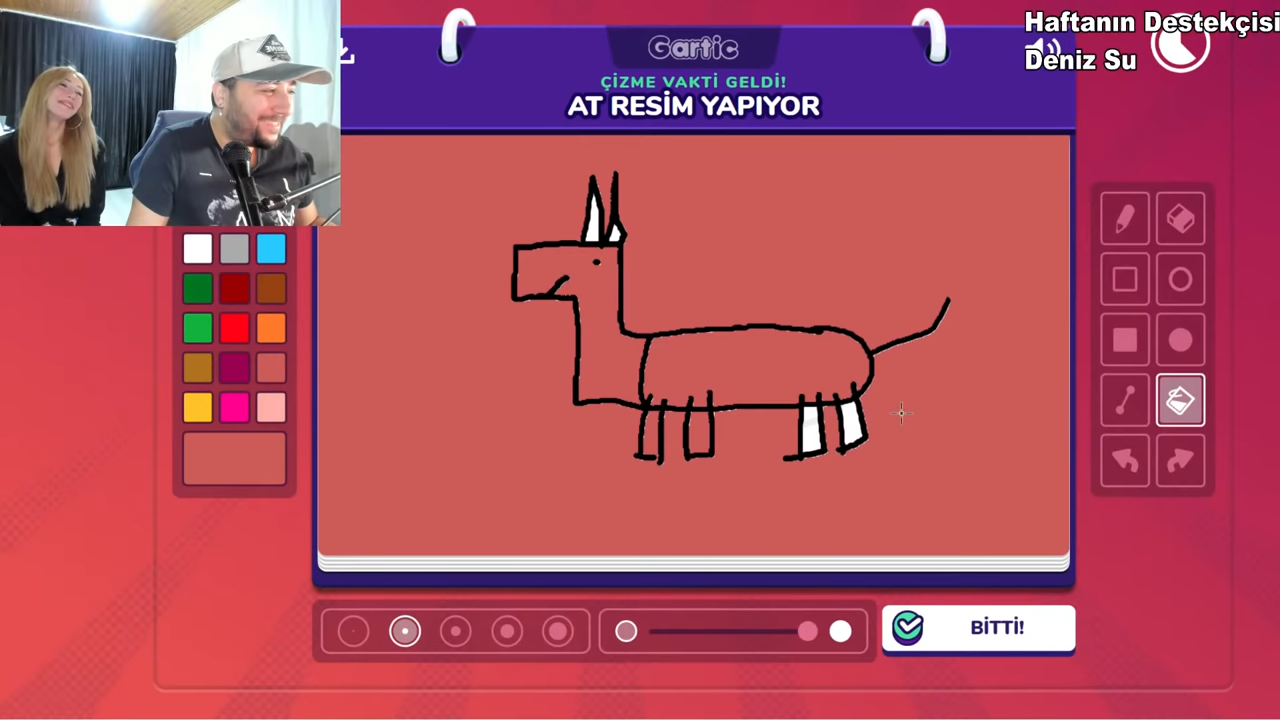 Haftanın Destekçisi
Deniz Su
Gartic
ÇİZME VAKTİ GELDİ!
AT RESİM YAPIYOR
BİTTİ!